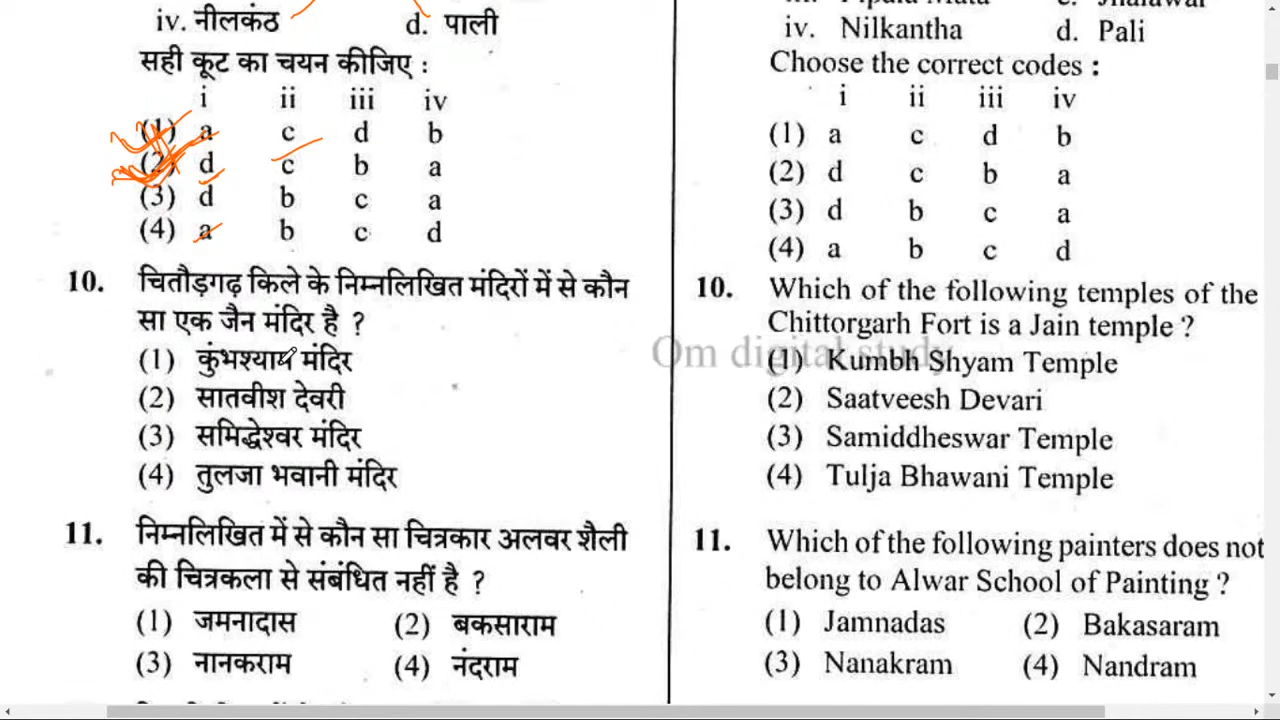 iv. नीलकंठ d. पाली
सही कूट का चयन कीजिए :
i ii iii iv
(1) a c d b
(2) d c b a
(3) d b c a
(4) a b c d
10. चितौड़गढ़ किले के निम्नलिखित मंदिरों में से कौन
सा एक जैन मंदिर है ?
(1) कुंभश्याम मंदिर
(2) सातवीश देवरी
(3) समिद्धेश्वर मंदिर
(4) तुलजा भवानी मंदिर
11. निम्नलिखित में से कौन सा चित्रकार अलवर शैली
की चित्रकला से संबंधित नहीं है ?
(1) जमनादास (2) बकसाराम
(3) नानकराम (4) नंदराम
iv. Nilkantha d. Pali
Choose the correct codes :
i ii iii iv
(1) a c d b
(2) d c b a
(3) d b c a
(4) a b c d
10. Which of the following temples of the
Chittorgarh Fort is a Jain temple ?
Om digital study
(1) Kumbh Shyam Temple
(2) Saatveesh Devari
(3) Samiddheswar Temple
(4) Tulja Bhawani Temple
11. Which of the following painters does not
belong to Alwar School of Painting ?
(1) Jamnadas (2) Bakasaram
(3) Nanakram (4) Nandram